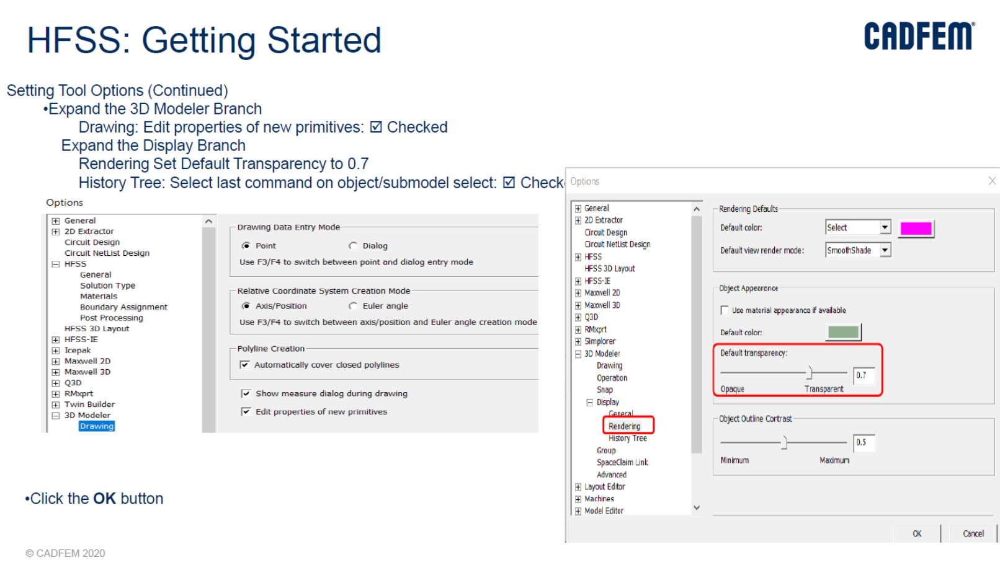 HFSS: Getting Started
CADFEM®
Setting Tool Options (Continued)
•Expand the 3D Modeler Branch
Drawing: Edit properties of new primitives: ☑ Checked
Expand the Display Branch
Rendering Set Default Transparency to 0.7
History Tree: Select last command on object/submodel select: ☑ Check
Options
General
2D Extractor
Circuit Design
Circuit NetList Design
HFSS
General
Solution Type
Materials
Boundary Assignment
Post Processing
HFSS 3D Layout
HFSS-IE
Icepak
Maxwell 2D
Maxwell 3D
Q3D
RMxprt
Twin Builder
3D Modeler
Drawing
Drawing Data Entry Mode
Point Dialog
Use F3/F4 to switch between point and dialog entry mode
Relative Coordinate System Creation Mode
Axis/Position Euler angle
Use F3/F4 to switch between axis/position and Euler angle creation mode
Polyline Creation
Automatically cover closed polylines
Show measure dialog during drawing
Edit properties of new primitives
Options
General
2D Extractor
Circuit Design
Circuit NetList Design
HFSS
HFSS 3D Layout
HFSS-IE
Maxwell 2D
Maxwell 3D
Q3D
RMxprt
Simplorer
3D Modeler
Drawing
Operation
Snap
Display
General
Rendering
History Tree
Group
SpaceClaim Link
Advanced
Layout Editor
Machines
Model Editor
Rendering Defaults
Default color: Select
Default view render mode: SmoothShade
Object Appearance
Use material appearance if available
Default color:
Default transparency:
0.7
Opaque Transparent
Object Outline Contrast
0.5
Minimum Maximum
OK Cancel
•Click the OK button
© CADFEM 2020